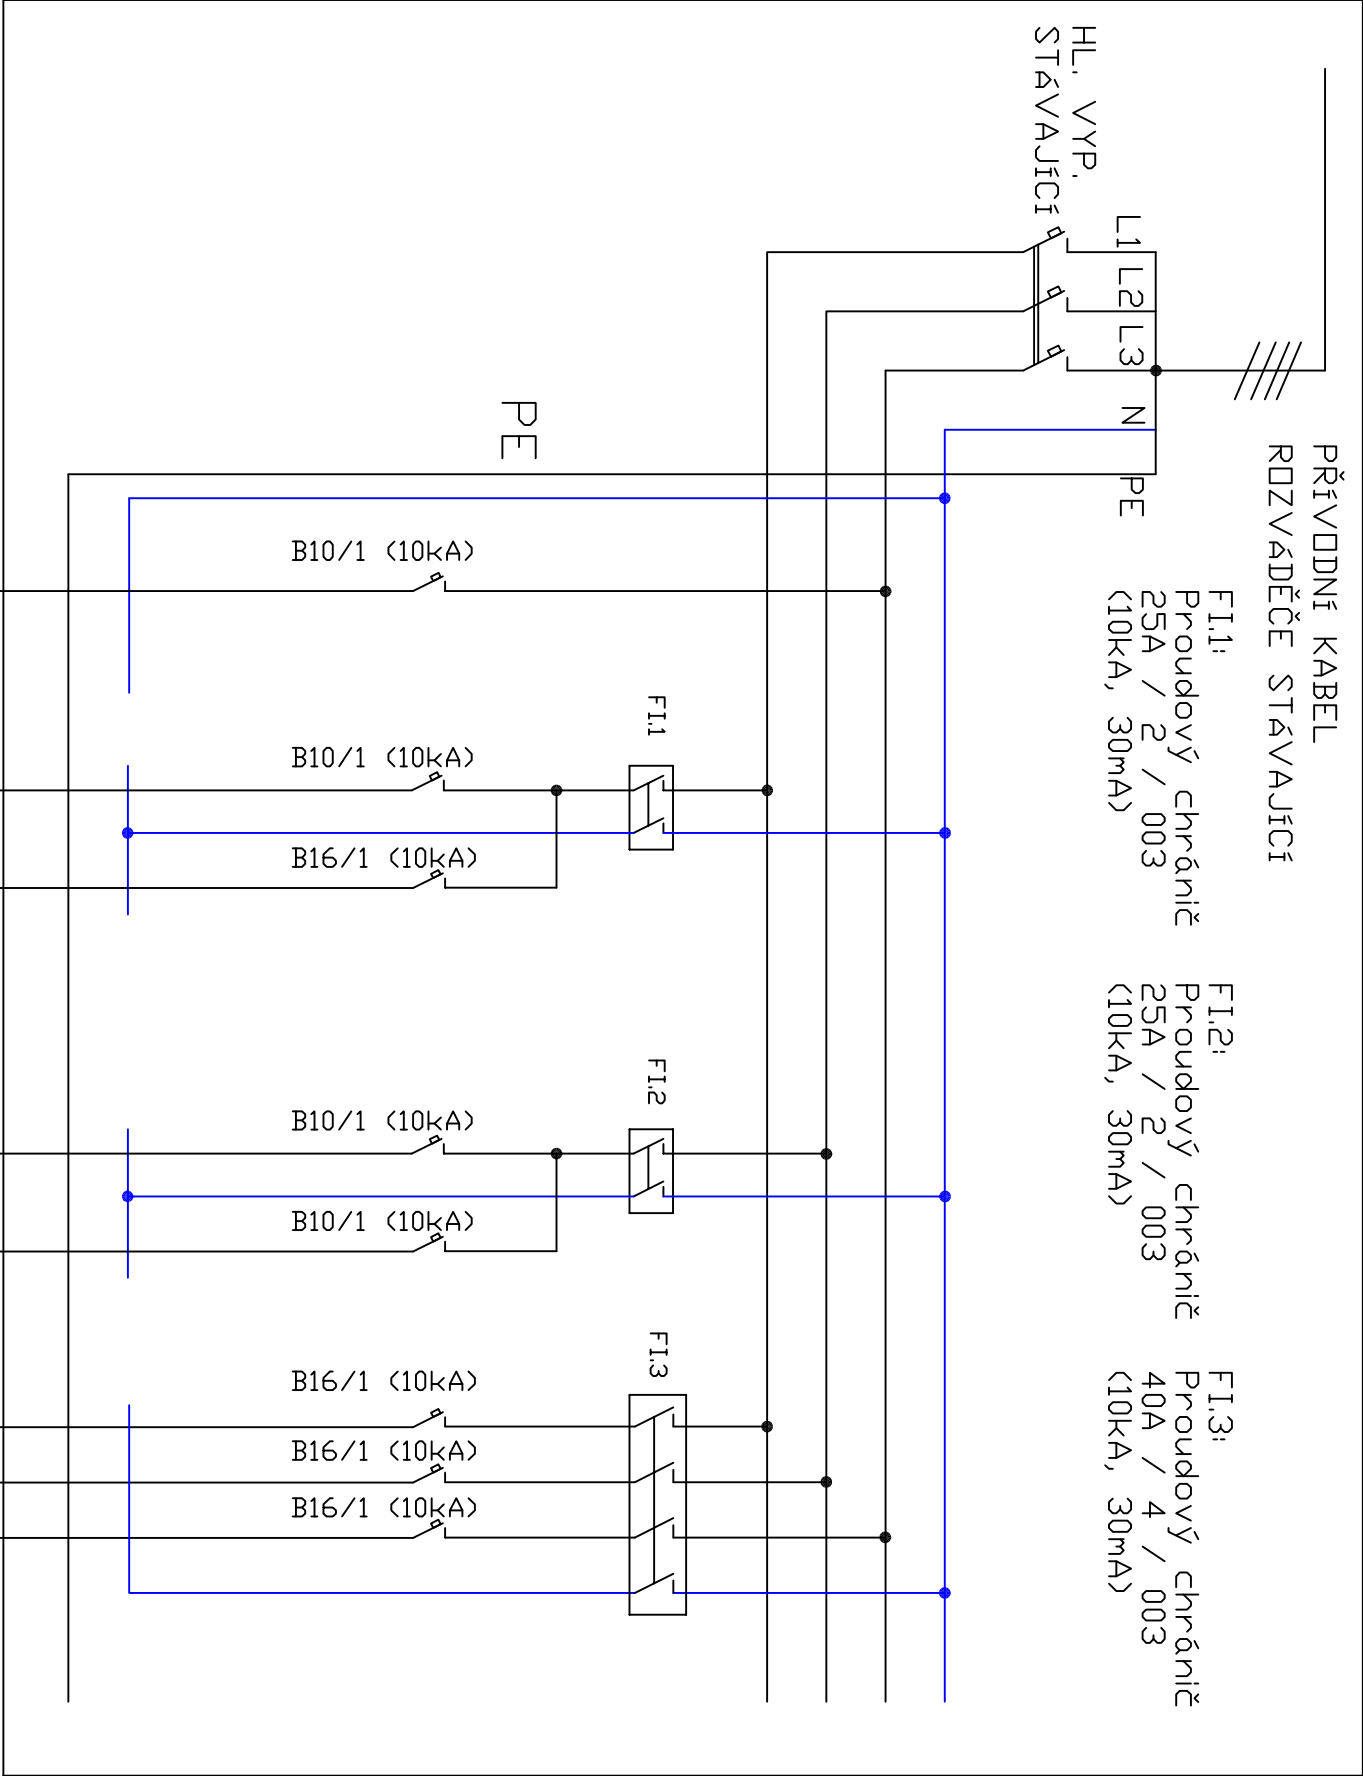 PŘÍVODNÍ KABEL
ROZVÁDĚČE STÁVAJÍCÍ
HL. VYP.
STÁVAJÍCÍ
L1
L2
L3
N
PE
FI.1:
Proudový chránič
25A / 2 / 003
(10kA, 30mA)
FI.2:
Proudový chránič
25A / 2 / 003
(10kA, 30mA)
FI.3:
Proudový chránič
40A / 4 / 003
(10kA, 30mA)
PE
FI.1
FI.2
FI.3
B10/1 (10kA)
B10/1 (10kA)
B16/1 (10kA)
B10/1 (10kA)
B10/1 (10kA)
B16/1 (10kA)
B16/1 (10kA)
B16/1 (10kA)